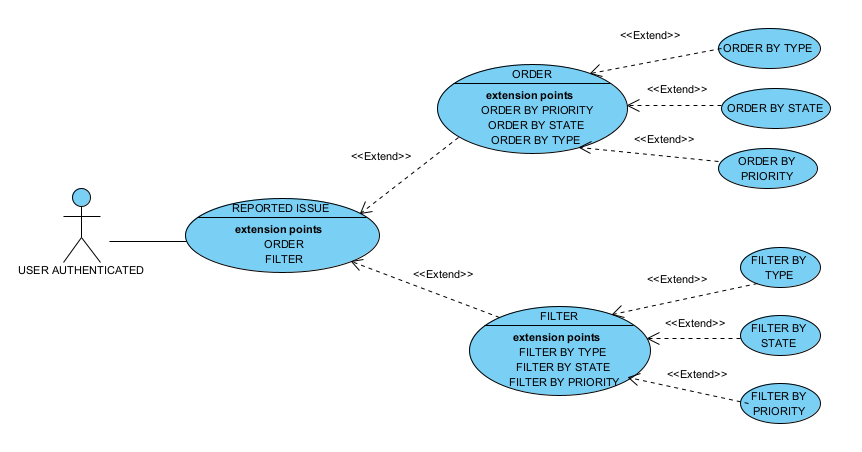 <<Extend>>
ORDER BY TYPE
ORDER
extension points
ORDER BY PRIORITY
ORDER BY STATE
ORDER BY TYPE
<<Extend>>
ORDER BY STATE
<<Extend>>
ORDER BY
PRIORITY
<<Extend>>
REPORTED ISSUE
extension points
ORDER
FILTER
USER AUTHENTICATED
<<Extend>>
FILTER
extension points
FILTER BY TYPE
FILTER BY STATE
FILTER BY PRIORITY
<<Extend>>
FILTER BY
TYPE
<<Extend>>
FILTER BY
STATE
<<Extend>>
FILTER BY
PRIORITY